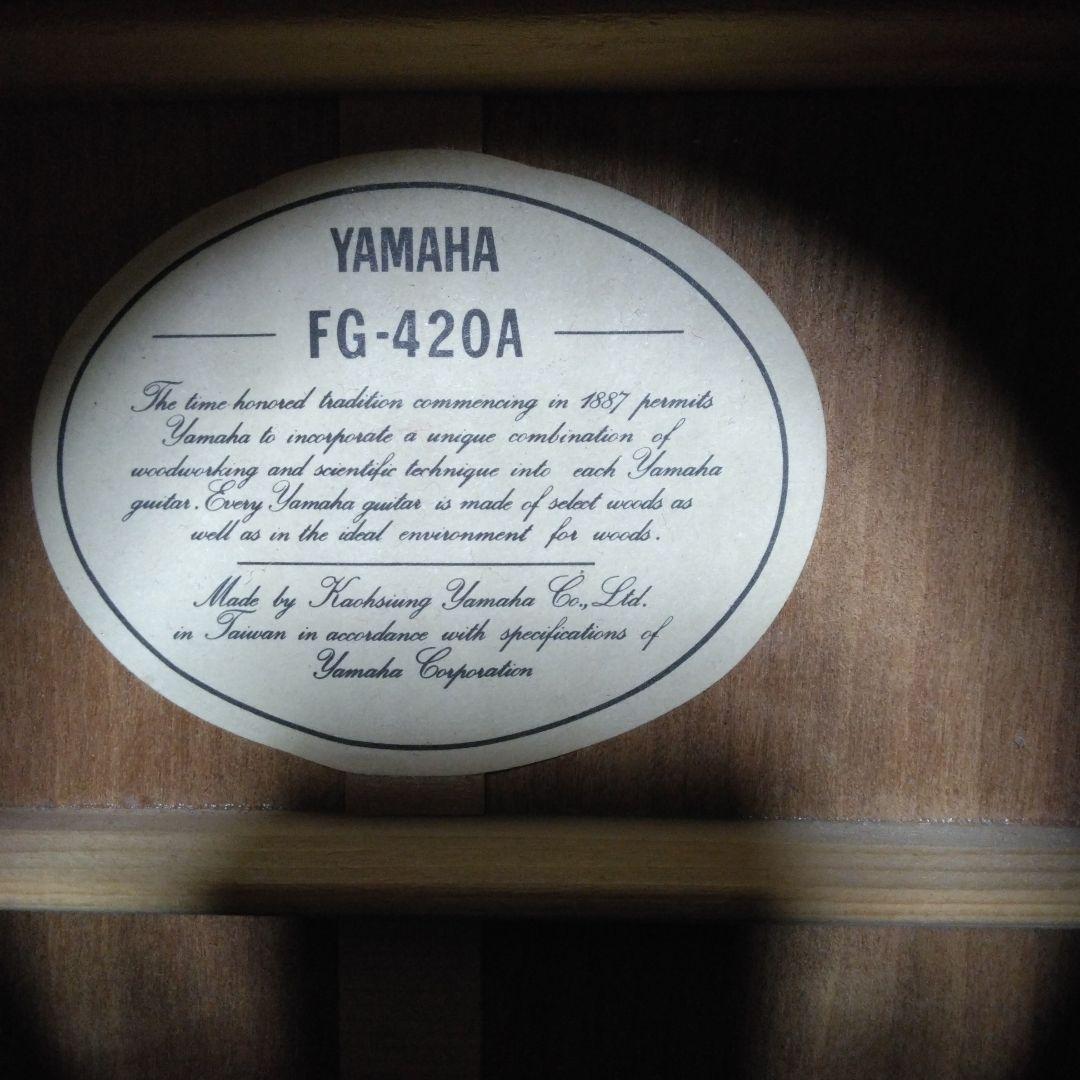 YAMAHA
FG-420A
The time honored tradition commencing in 1887 permits
Yamaha to incorporate a unique combination of
woodworking and scientific technique into each Yamaha
guitar. Every Yamaha guitar is made of select woods as
well as in the ideal environment for woods.
Made by Kaohsiung Yamaha Co., Ltd.
in Taiwan in accordance with specifications of
Yamaha Corporation